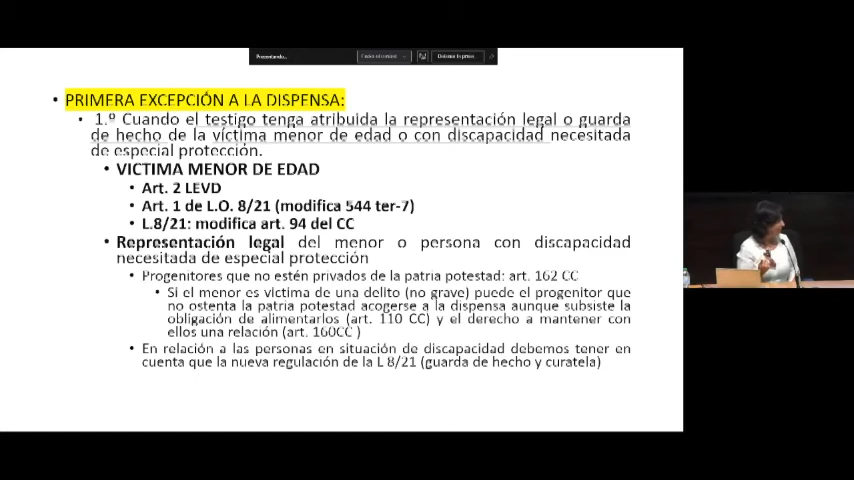 Presentando...
PRIMERA EXCEPCIÓN A LA DISPENSA:
1.º Cuando el testigo tenga atribuida la representación legal o guarda
de hecho de la víctima menor de edad o con discapacidad necesitada
de especial protección.
VICTIMA MENOR DE EDAD
Art. 2 LEVD
Art. 1 de L.O. 8/21 (modifica 544 ter-7)
L.8/21: modifica art. 94 del CC
Representación legal del menor o persona con discapacidad
necesitada de especial protección
Progenitores que no estén privados de la patria potestad: art. 162 CC
Si el menor es victima de una delito (no grave) puede el progenitor que
no ostenta la patria potestad acogerse a la dispensa aunque subsiste la
obligación de alimentarlos (art. 110 CC) y el derecho a mantener con
ellos una relación (art. 160CC )
En relación a las personas en situación de discapacidad debemos tener en
cuenta que la nueva regulación de la L 8/21 (guarda de hecho y curatela)